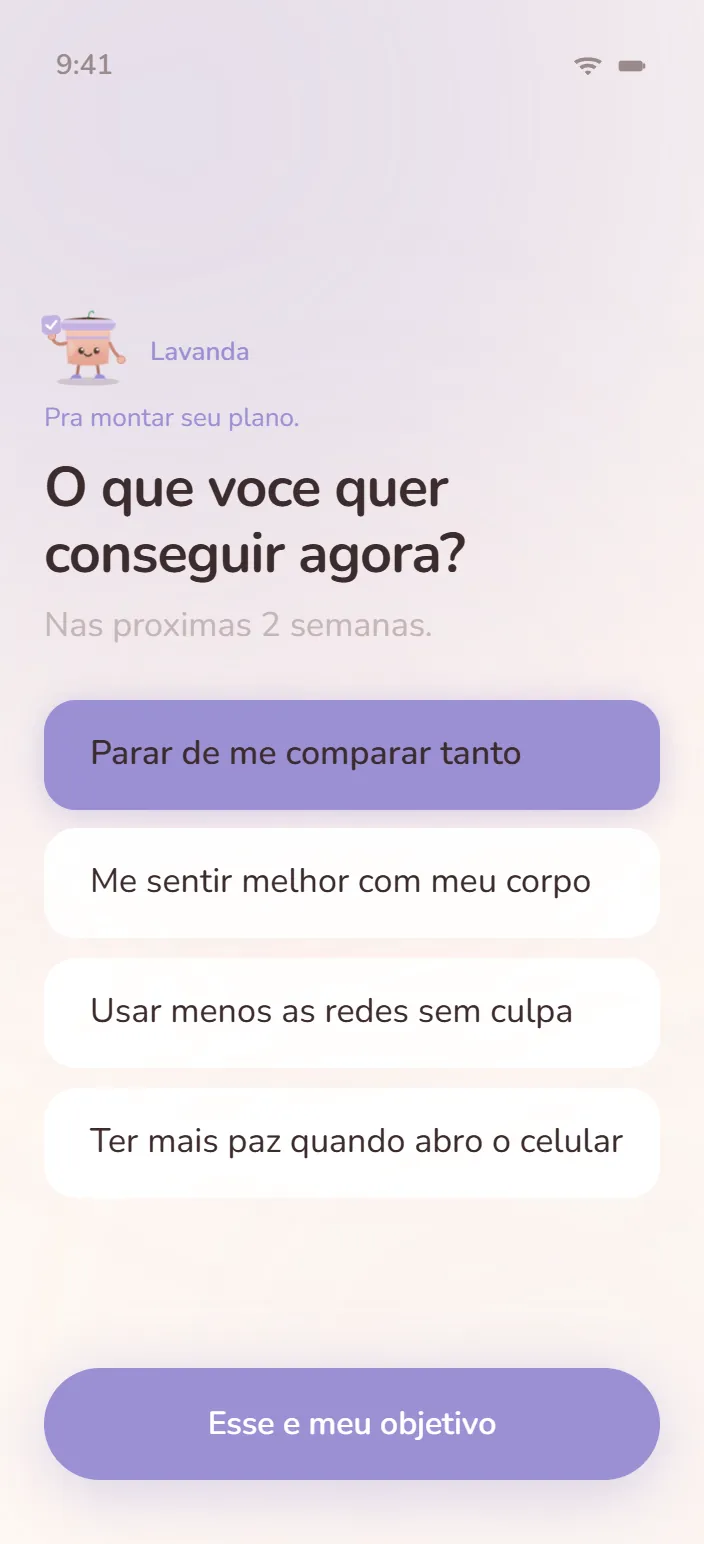 9:41
Lavanda
Pra montar seu plano.
O que voce quer
conseguir agora?
Nas proximas 2 semanas.
Parar de me comparar tanto
Me sentir melhor com meu corpo
Usar menos as redes sem culpa
Ter mais paz quando abro o celular
Esse e meu objetivo